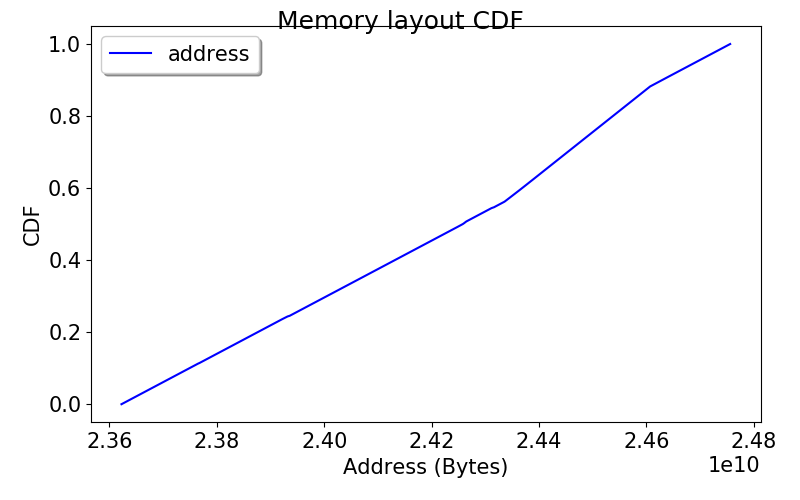 Memory layout CDF
address
1.0
0.8
0.6
0.4
0.2
0.0
CDF
2.36 2.38 2.40 2.42 2.44 2.46 2.48
1e10
Address (Bytes)